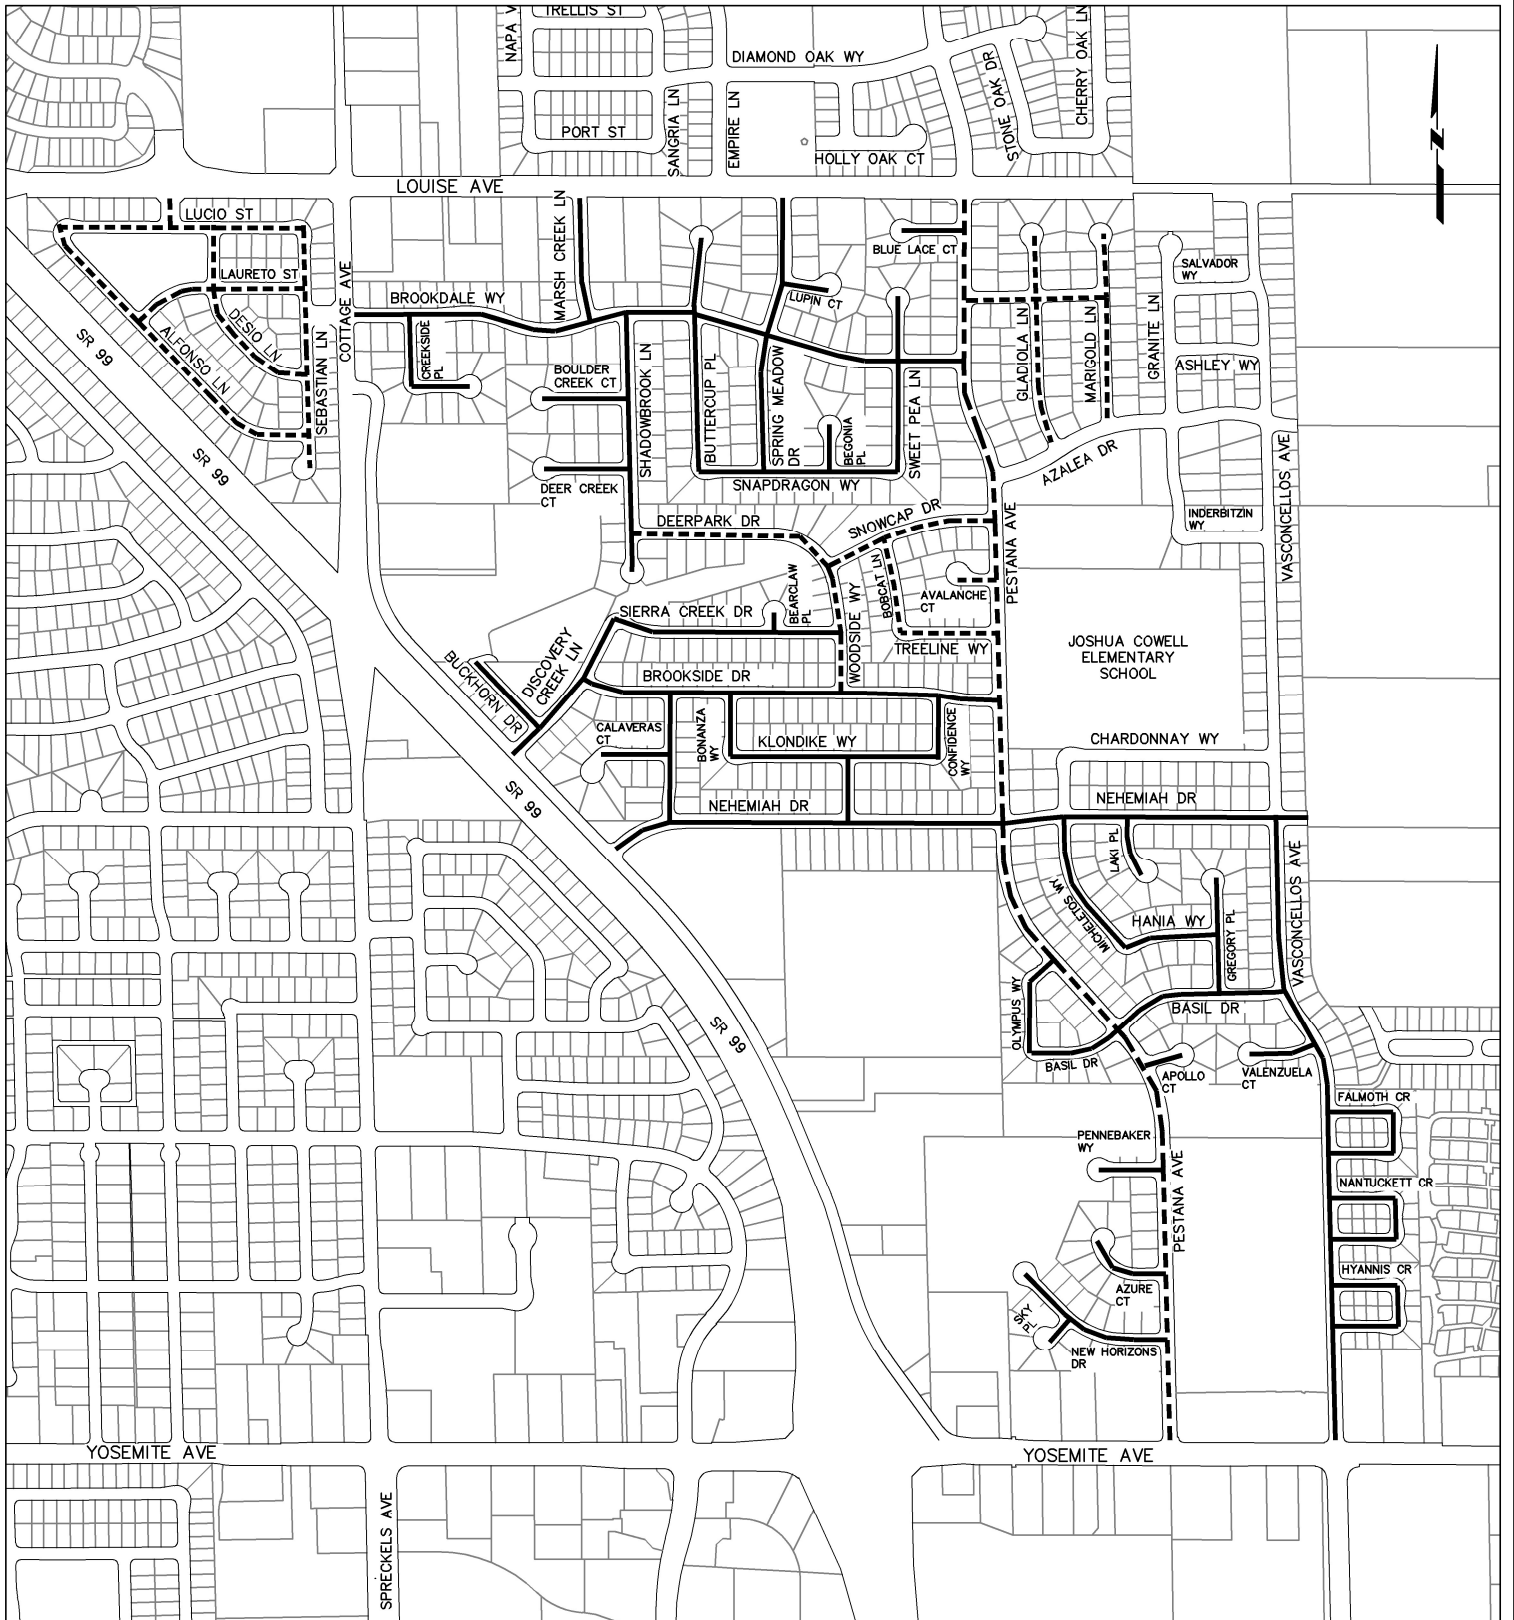 TRELLIS ST
NAPA
DIAMOND OAK WY
STONE OAK DR
CHERRY OAK LN
PORT ST
SANGRIA LN
EMPIRE LN
HOLLY OAK CT
N
LOUISE AVE
LUCIO ST
MARSH CREEK LN
BLUE LACE CT
LAURETO ST
COTTAGE AVE
BROOKDALE WY
LUPIN CT
SALVADOR
WY
SR 99
ALFONSO LN
DESIO LN
SEBASTIAN LN
CREEKSIDE
PL
BOULDER
CREEK CT
SHADOWBROOK LN
BUTTERCUP PL
SPRING MEADOW
DR
BEGONIA
PL
SWEET PEA LN
GLADIOLA LN
MARIGOLD LN
GRANITE LN
ASHLEY WY
SR 99
DEER CREEK
CT
SNAPDRAGON WY
AZALEA DR
VASCONCELLOS AVE
DEERPARK DR
SNOWCAP DR
PESTANA AVE
INDERBITZIN
WY
SIERRA CREEK DR
BEARCLAW
PL
WOODSIDE WY
BOBCAT LN
AVALANCHE
CT
TREELINE WY
JOSHUA COWELL
ELEMENTARY
SCHOOL
BUCKHORN DR
DISCOVERY
CREEK LN
BROOKSIDE DR
CALAVERAS
CT
BONANZA
WY
KLONDIKE WY
CONFIDENCE
WY
CHARDONNAY WY
SR 99
NEHEMIAH DR
NEHEMIAH DR
LAKI PL
MICHELETOS WY
HANIA WY
GREGORY PL
VASCONCELLOS AVE
OLYMPUS WY
BASIL DR
SR 99
BASIL DR
APOLLO
CT
VALENZUELA
CT
FALMOTH CR
PENNEBAKER
WY
PESTANA AVE
NANTUCKETT CR
HYANNIS CR
AZURE
CT
SKY
PL
NEW HORIZONS
DR
YOSEMITE AVE
YOSEMITE AVE
SPRECKELS AVE